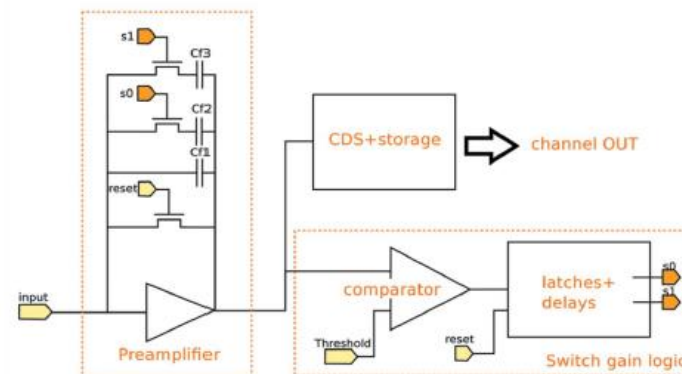 s1
Cf3
s0
Cf2
Cf1
reset
input
Preamplifier
CDS+storage
channel OUT
comparator
Threshold
latches+
delays
reset
s0
s1
Switch gain logic